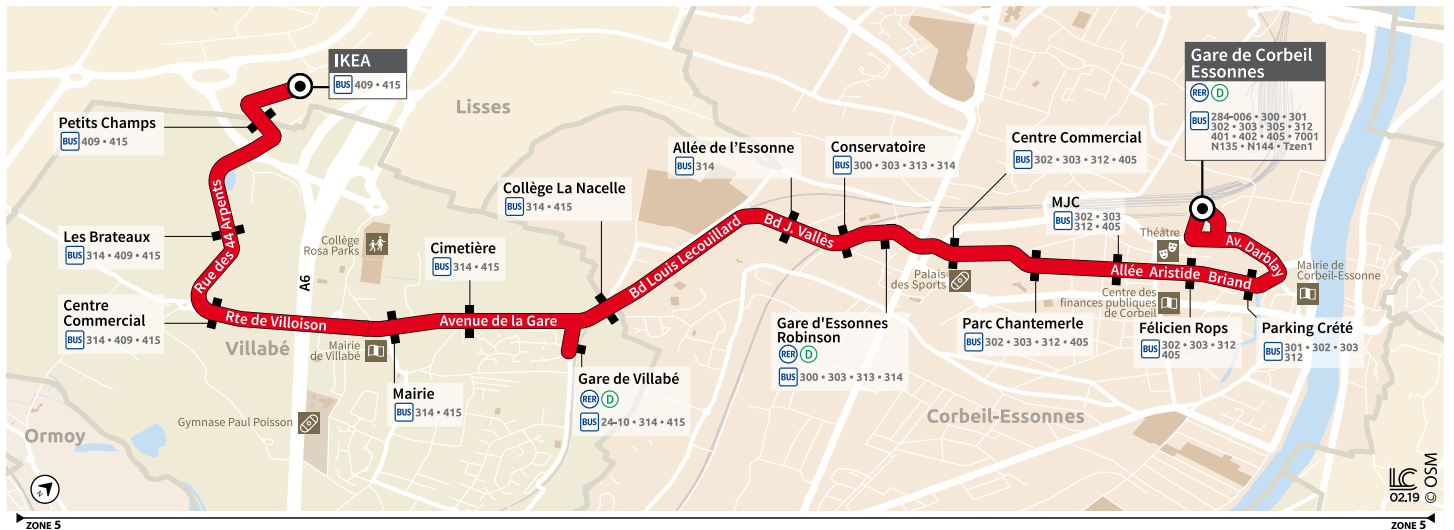 IKEA
BUS 409 • 415
Petits Champs
BUS 409 • 415
Les Brateaux
BUS 314 • 409 • 415
Centre
Commercial
BUS 314 • 409 • 415
Rue des 44 Arpents
Rte de Villoison
Villabé
Ormoy
Lisses
A6
Collège
Rosa Parks
Mairie
de Villabé
Gymnase Paul Poisson
Mairie
BUS 314 • 415
Cimetière
BUS 314 • 415
Avenue de la Gare
Collège La Nacelle
BUS 314 • 415
Gare de Villabé
RER D
BUS 24-10 • 314 • 415
Bd Louis Lecouillard
Allée de l’Essonne
BUS 314
Bd J. Vallès
Conservatoire
BUS 300 • 303 • 313 • 314
Gare d'Essonnes
Robinson
RER D
BUS 300 • 303 • 313 • 314
Palais
des Sports
Centre Commercial
BUS 302 • 303 • 312 • 405
Parc Chantemerle
BUS 302 • 303 • 312 • 405
MJC
BUS 302 • 303
312 • 405
Théâtre
Centre des
finances publiques
de Corbeil
Allée Aristide Briand
Félicien Rops
BUS 302 • 303 • 312
405
Parking Crété
BUS 301 • 302 • 303
312
Av. Darblay
Mairie de
Corbeil-Essonne
Gare de Corbeil
Essonnes
RER D
BUS 284-006 • 300 • 301
302 • 303 • 305 • 312
401 • 402 • 405 • 7001
N135 • N144 • Tzen1
Corbeil-Essonnes
N
LC
02.19
© OSM
ZONE 5
ZONE 5